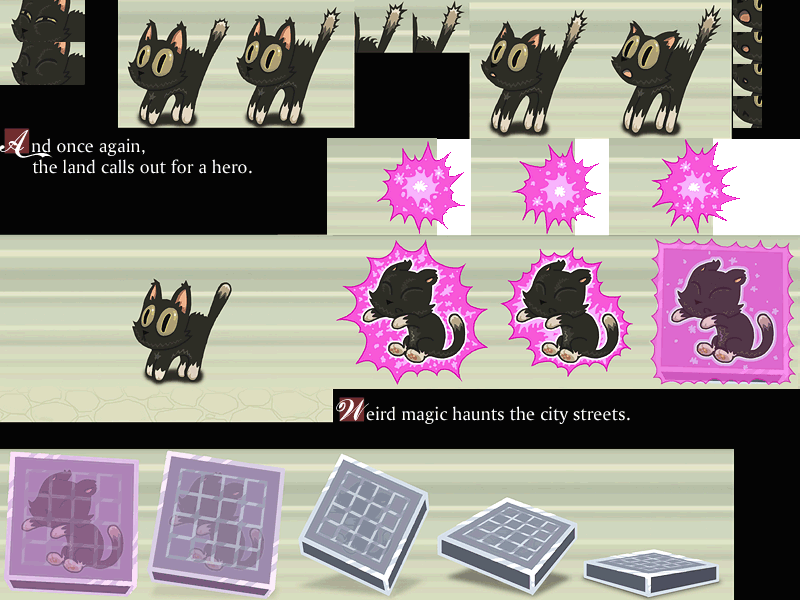 And once again,
the land calls out for a hero.
Weird magic haunts the city streets.